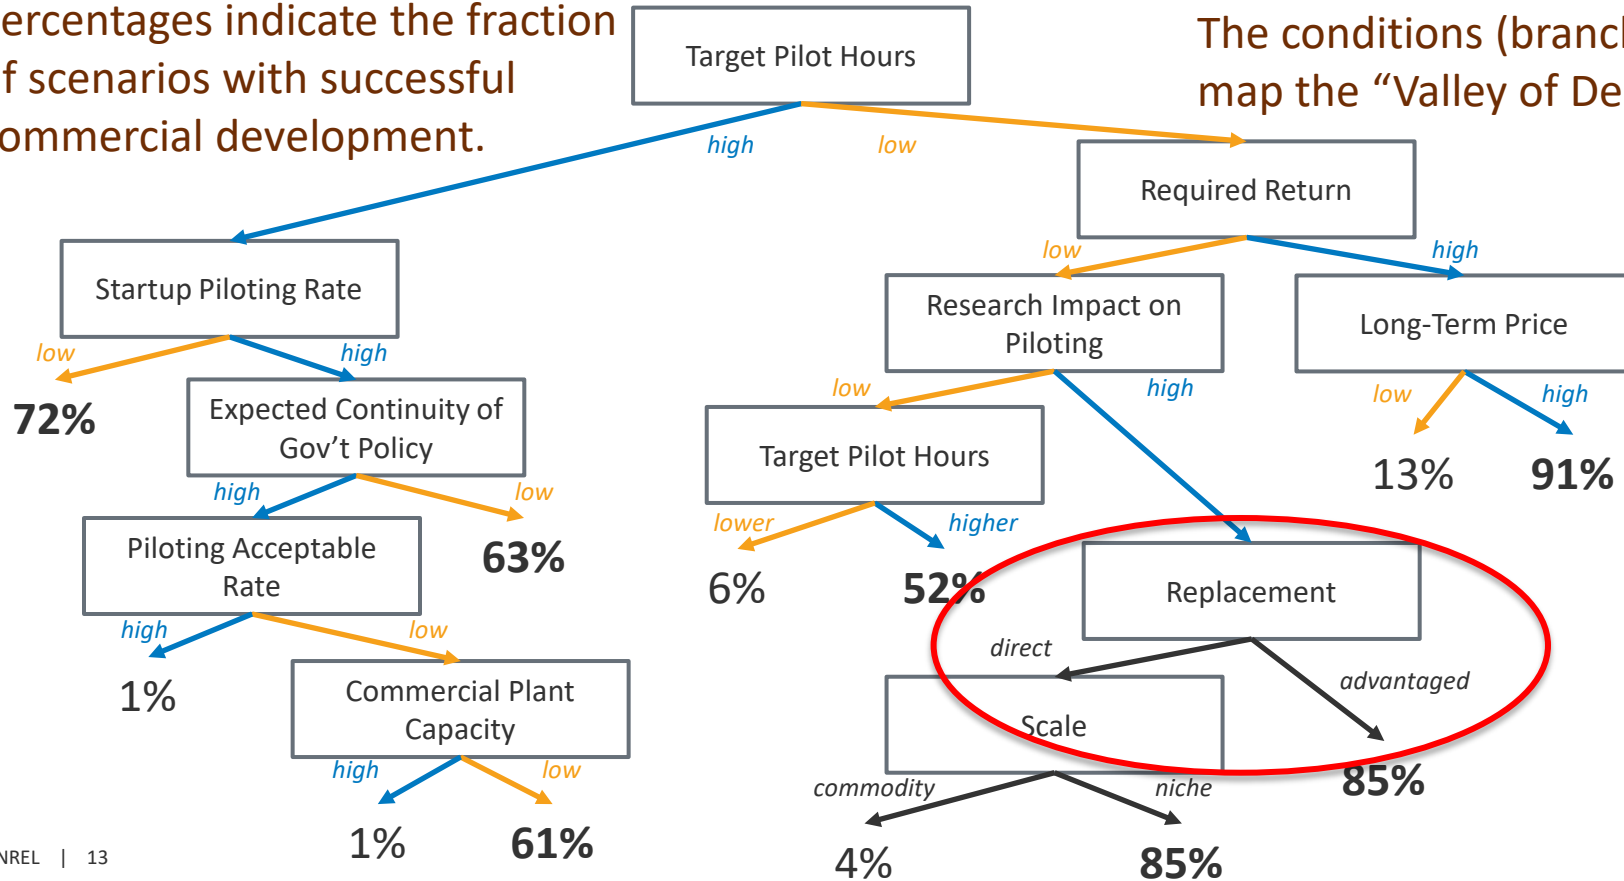 ercentages indicate the fraction
f scenarios with successful
ommercial development.
The conditions (branch
map the “Valley of De
Target Pilot Hours
high
low
Required Return
low
high
Startup Piloting Rate
low
high
72%
Research Impact on
Piloting
low
high
Long-Term Price
low
high
13%
91%
Expected Continuity of
Gov’t Policy
high
low
63%
Target Pilot Hours
lower
higher
6%
52%
Piloting Acceptable
Rate
high
low
1%
Replacement
direct
advantaged
85%
Commercial Plant
Capacity
high
low
1%
61%
Scale
commodity
niche
4%
85%
NREL | 13